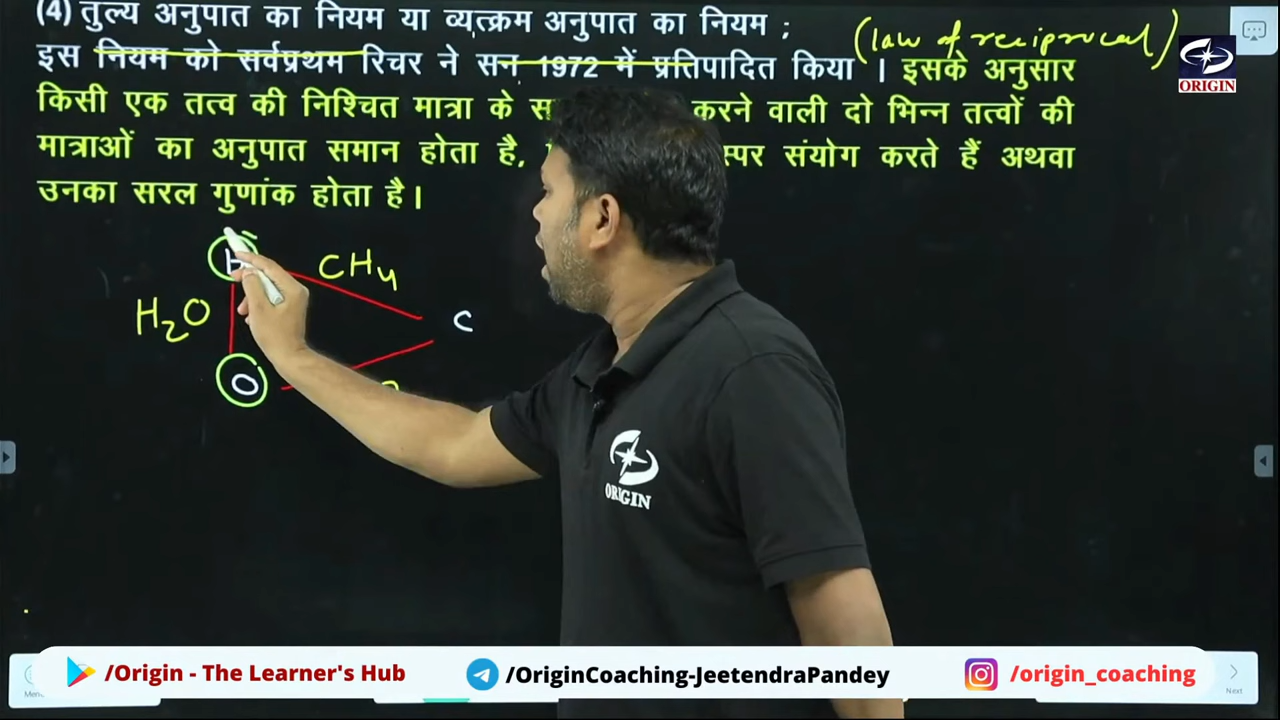 (4) तुल्य अनुपात का नियम या व्यत्क्रम अनुपात का नियम ;
(law of reciprocal)
इस नियम को सर्वप्रथम रिचर ने सन 1972 में प्रतिपादित किया । इसके अनुसार
किसी एक तत्व की निश्चित मात्रा के करने वाली दो भिन्न तत्वों की
मात्राओं का अनुपात समान होता है, संयोग करते हैं अथवा
उनका सरल गुणांक होता है।
CH4
H2O
C
O
ORIGIN
ORIGIN
/Origin - The Learner's Hub
/OriginCoaching-JeetendraPandey
/origin_coaching
Next